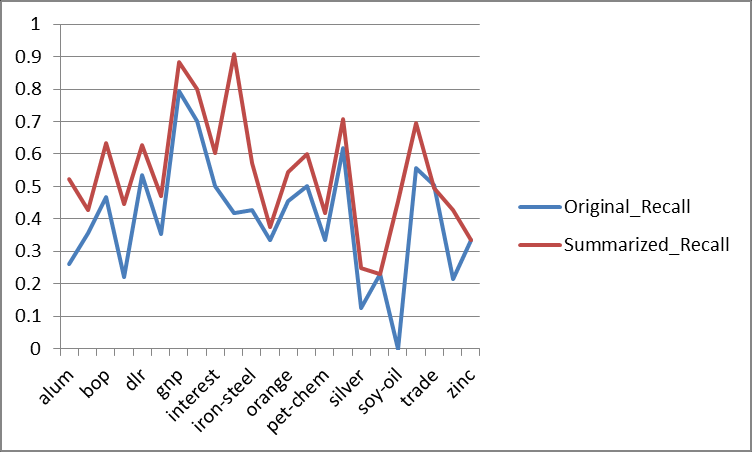 1
0.9
0.8
0.7
0.6
0.5
0.4
0.3
0.2
0.1
0
alum
bop
dlr
gnp
interest
iron-steel
orange
pet-chem
silver
soy-oil
trade
zinc
Original_Recall
Summarized_Recall